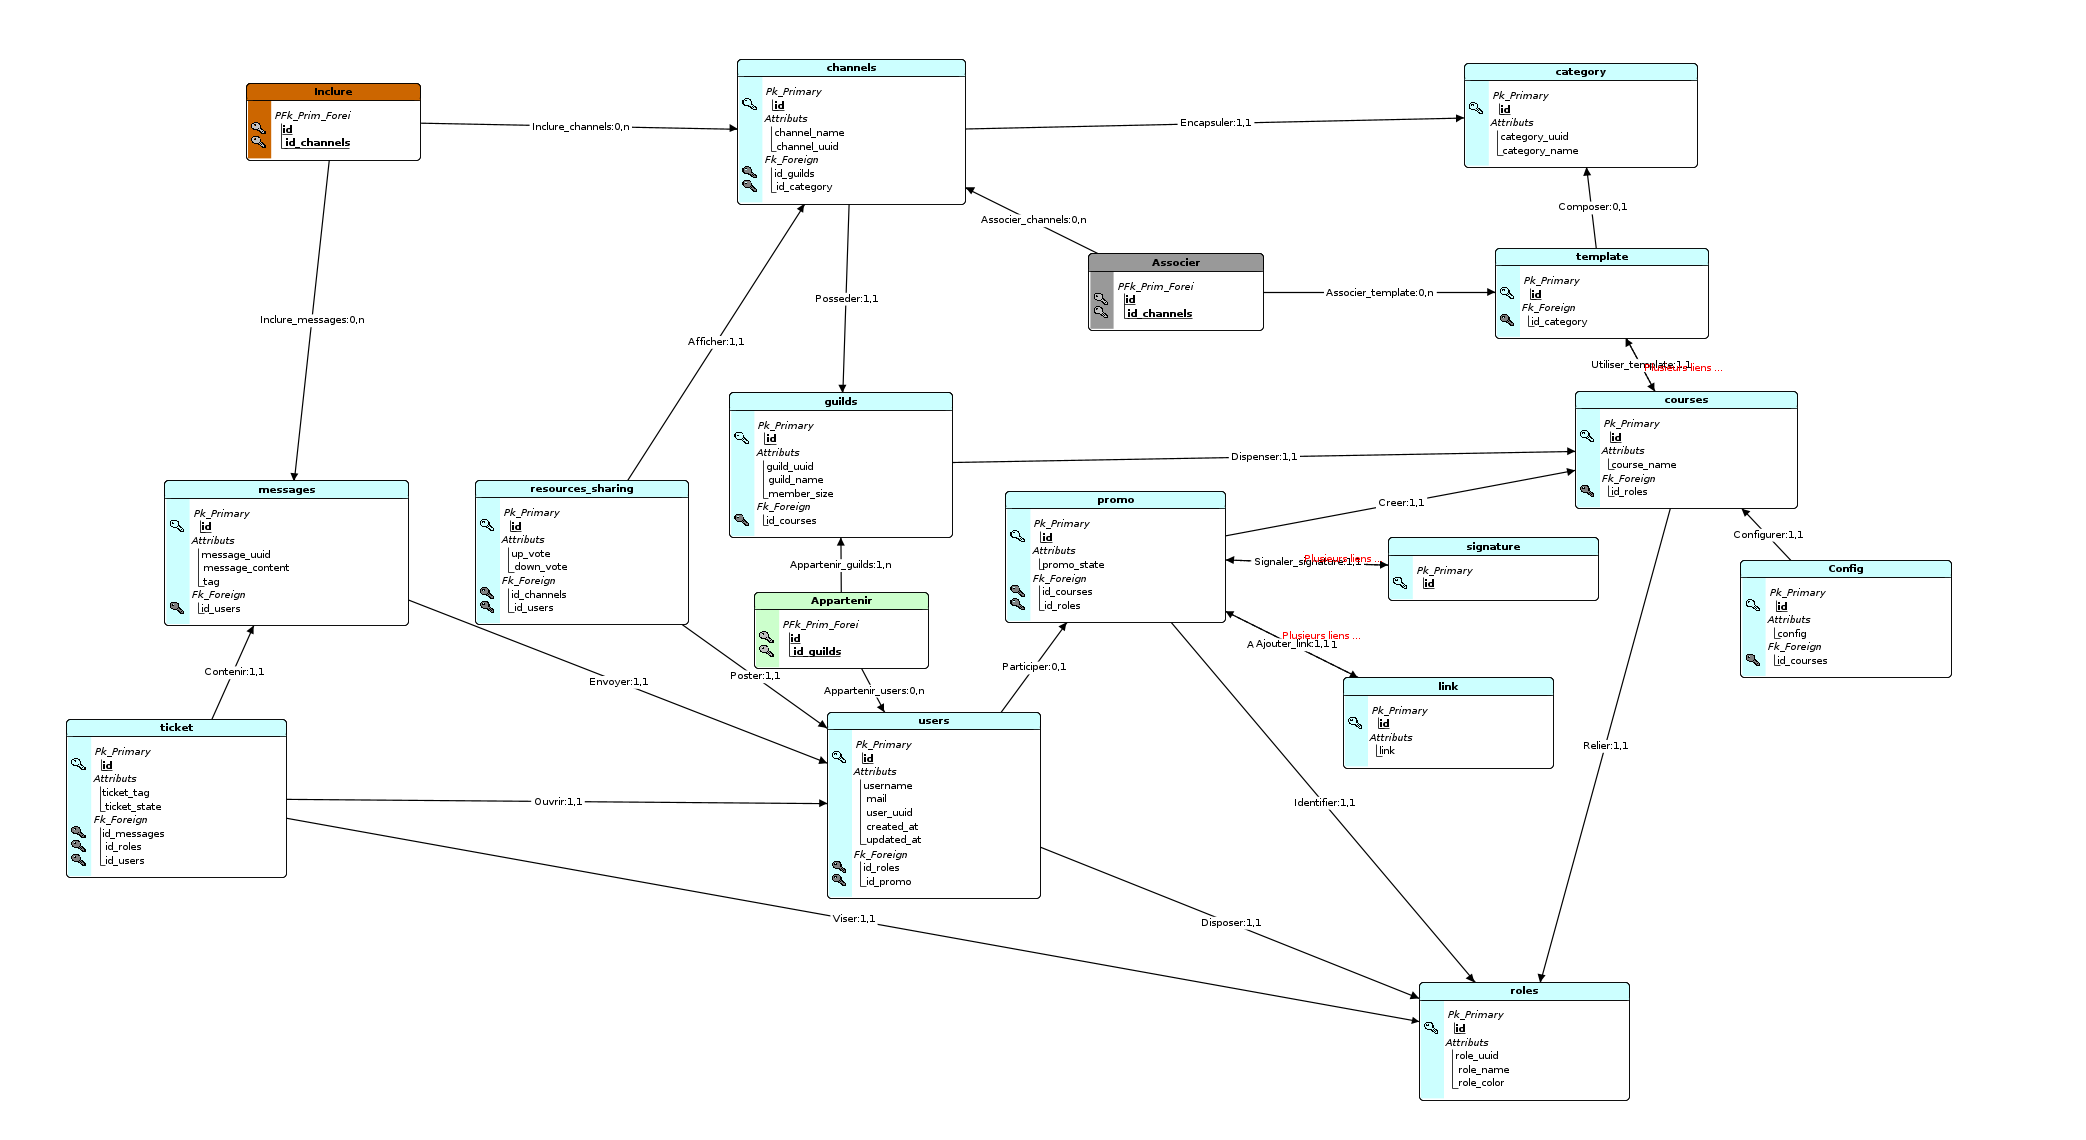 channels
Pk_Primary
id
Attributs
channel_name
channel_uuid
Fk_Foreign
id_guilds
id_category
category
Pk_Primary
id
Attributs
category_uuid
category_name
Inclure
PFk_Prim_Forei
id
id_channels
Inclure_channels:0,n
Encapsuler:1,1
Composer:0,1
Associer_channels:0,n
Associer
PFk_Prim_Forei
id
id_channels
Associer_template:0,n
template
Pk_Primary
id
Fk_Foreign
id_category
Posseder:1,1
Inclure_messages:0,n
Afficher:1,1
Utiliser_template:1,1
Plusieurs liens ...
guilds
Pk_Primary
id
Attributs
guild_uuid
guild_name
member_size
Fk_Foreign
id_courses
Dispenser:1,1
courses
Pk_Primary
id
Attributs
course_name
Fk_Foreign
id_roles
messages
Pk_Primary
id
Attributs
message_uuid
message_content
tag
Fk_Foreign
id_users
resources_sharing
Pk_Primary
id
Attributs
up_vote
down_vote
Fk_Foreign
id_channels
id_users
promo
Pk_Primary
id
Attributs
promo_state
Fk_Foreign
id_courses
id_roles
Creer:1,1
Configurer:1,1
Signaler_signature:1,1
Plusieurs liens ...
signature
Pk_Primary
id
Config
Pk_Primary
id
Attributs
config
Fk_Foreign
id_courses
Appartenir_guilds:1,n
Appartenir
PFk_Prim_Forei
id
id_guilds
Plusieurs liens ...
A Ajouter_link:1,1 1
Contenir:1,1
Envoyer:1,1
Poster:1,1
Appartenir_users:0,n
Participer:0,1
link
Pk_Primary
id
Attributs
link
Relier:1,1
ticket
Pk_Primary
id
Attributs
ticket_tag
ticket_state
Fk_Foreign
id_messages
id_roles
id_users
Ouvrir:1,1
users
Pk_Primary
id
Attributs
username
mail
user_uuid
created_at
updated_at
Fk_Foreign
id_roles
id_promo
Identifier:1,1
Viser:1,1
Disposer:1,1
roles
Pk_Primary
id
Attributs
role_uuid
role_name
role_color